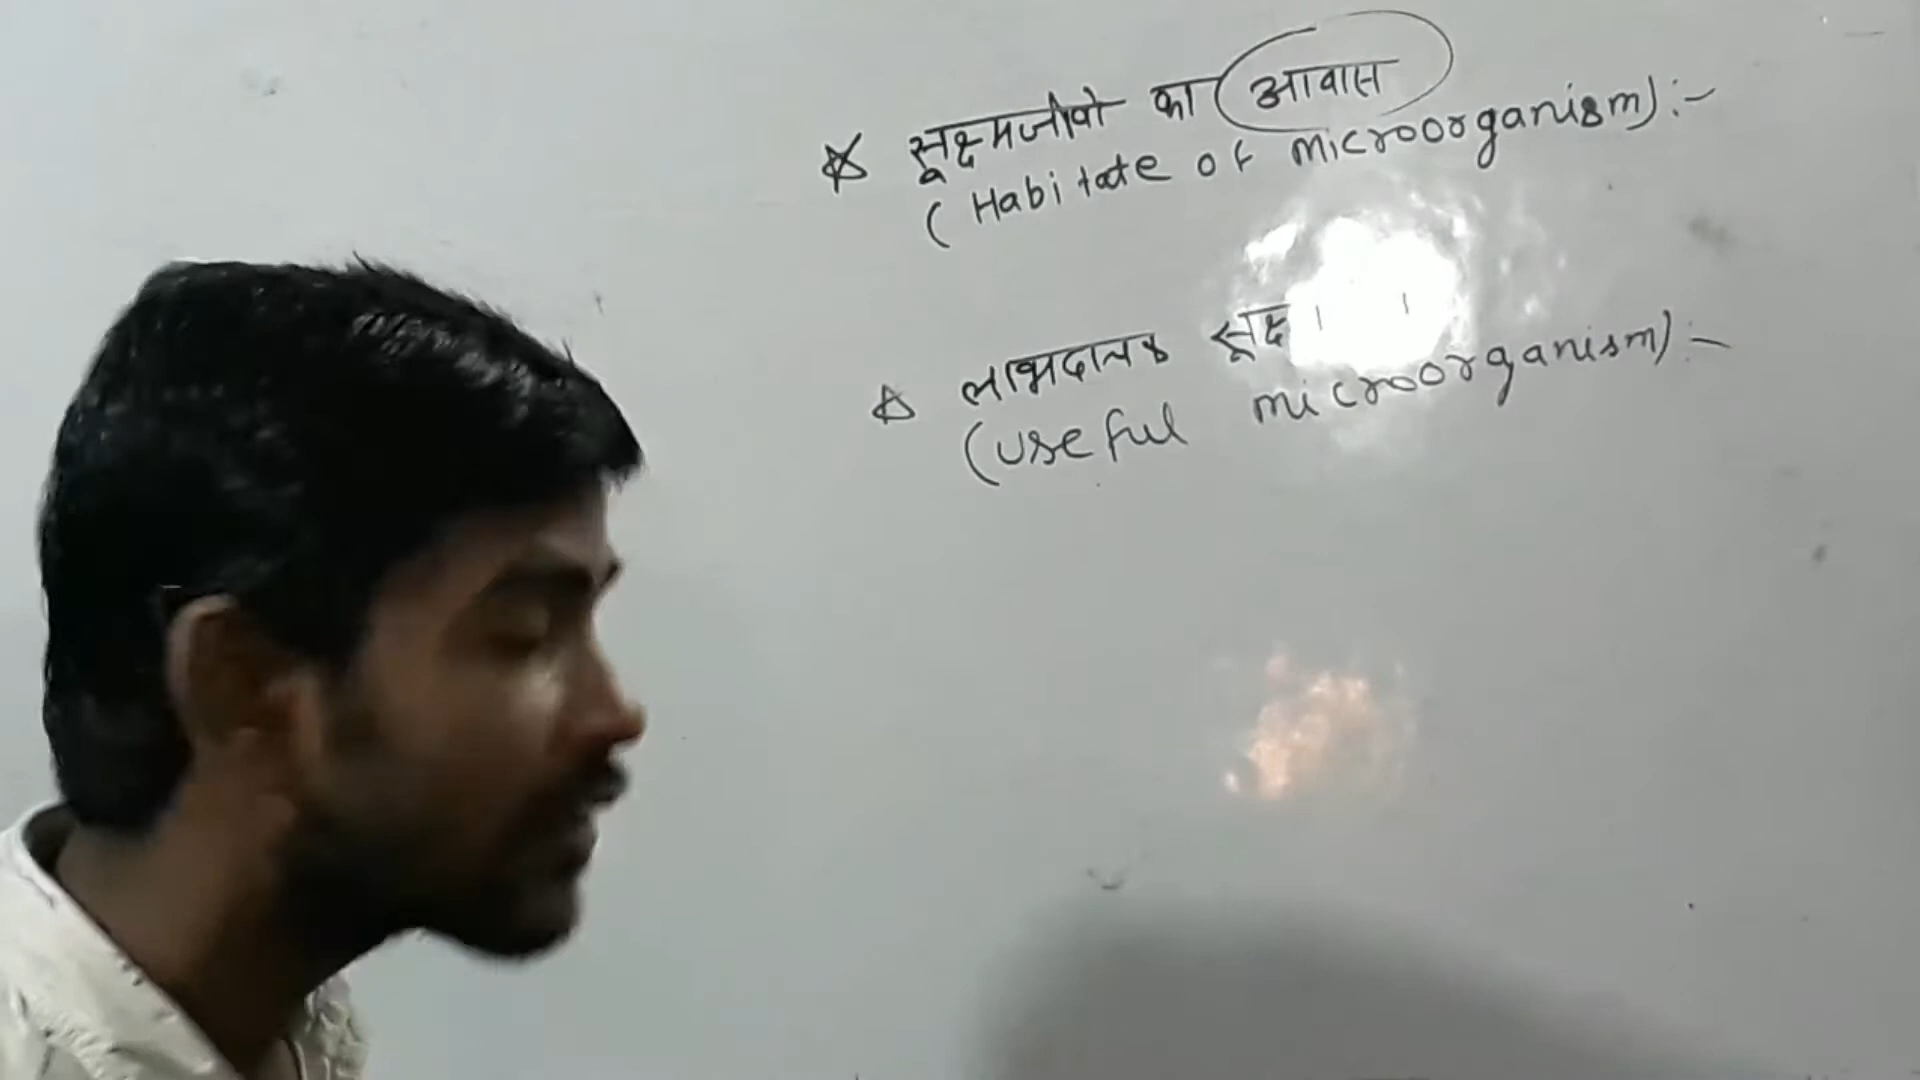 ☆ सूक्ष्मजीवो का आवास
(Habitate of microorganism):-
☆ लाभदायक सूक्ष
(useful microorganism):-